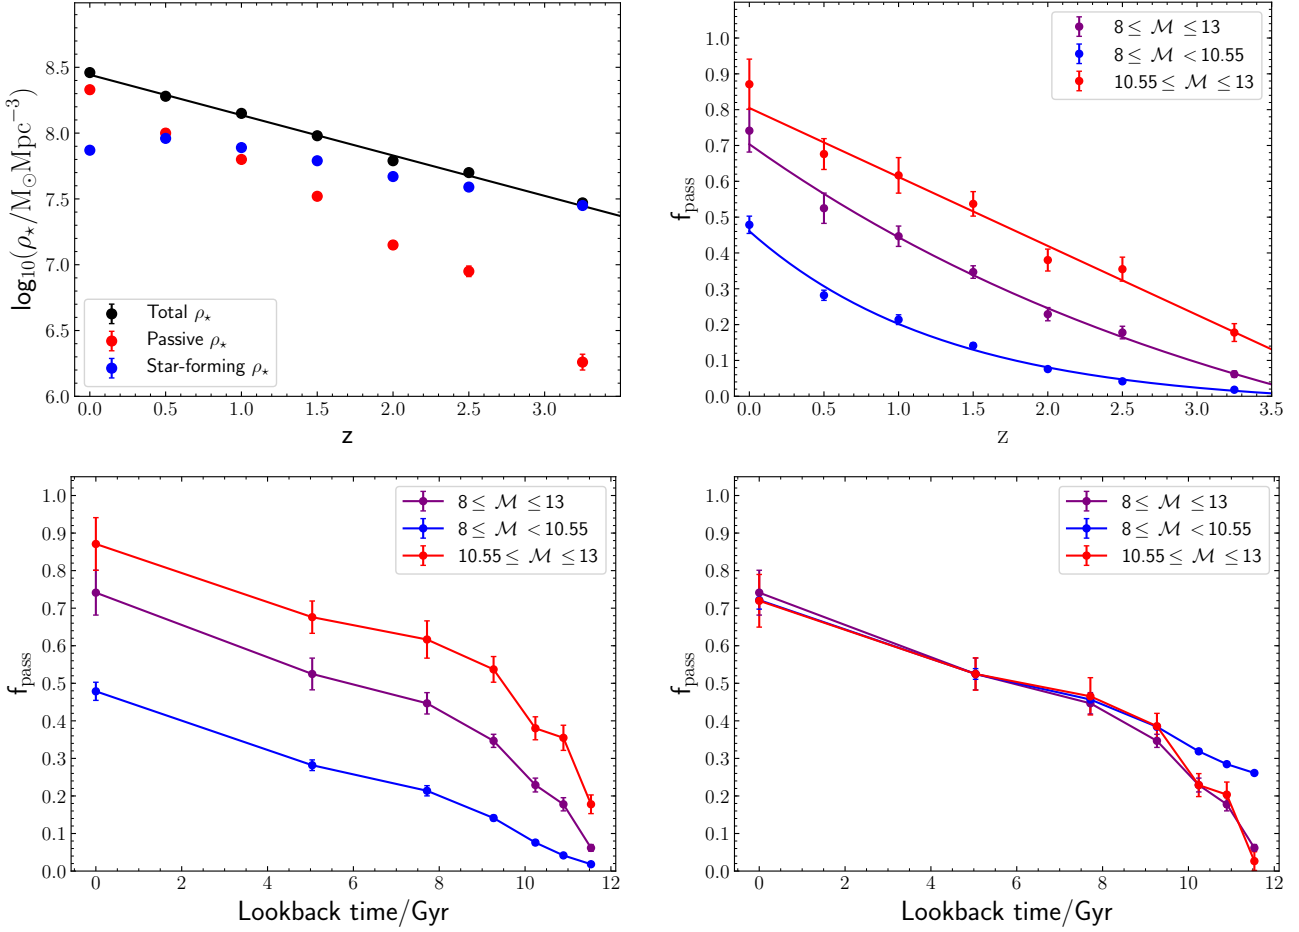 log₁₀(ρ⋆/M⊙Mpc⁻³)
8.5
8.0
7.5
7.0
6.5
6.0
Total ρ⋆
Passive ρ⋆
Star-forming ρ⋆
0.0 0.5 1.0 1.5 2.0 2.5 3.0
z
f_pass
1.0
0.9
0.8
0.7
0.6
0.5
0.4
0.3
0.2
0.1
0.0
8 ≤ ℳ ≤ 13
8 ≤ ℳ < 10.55
10.55 ≤ ℳ ≤ 13
0.0 0.5 1.0 1.5 2.0 2.5 3.0 3.5
z
f_pass
1.0
0.9
0.8
0.7
0.6
0.5
0.4
0.3
0.2
0.1
0.0
8 ≤ ℳ ≤ 13
8 ≤ ℳ < 10.55
10.55 ≤ ℳ ≤ 13
0 2 4 6 8 10 12
Lookback time/Gyr
f_pass
1.0
0.9
0.8
0.7
0.6
0.5
0.4
0.3
0.2
0.1
0.0
8 ≤ ℳ ≤ 13
8 ≤ ℳ < 10.55
10.55 ≤ ℳ ≤ 13
0 2 4 6 8 10 12
Lookback time/Gyr